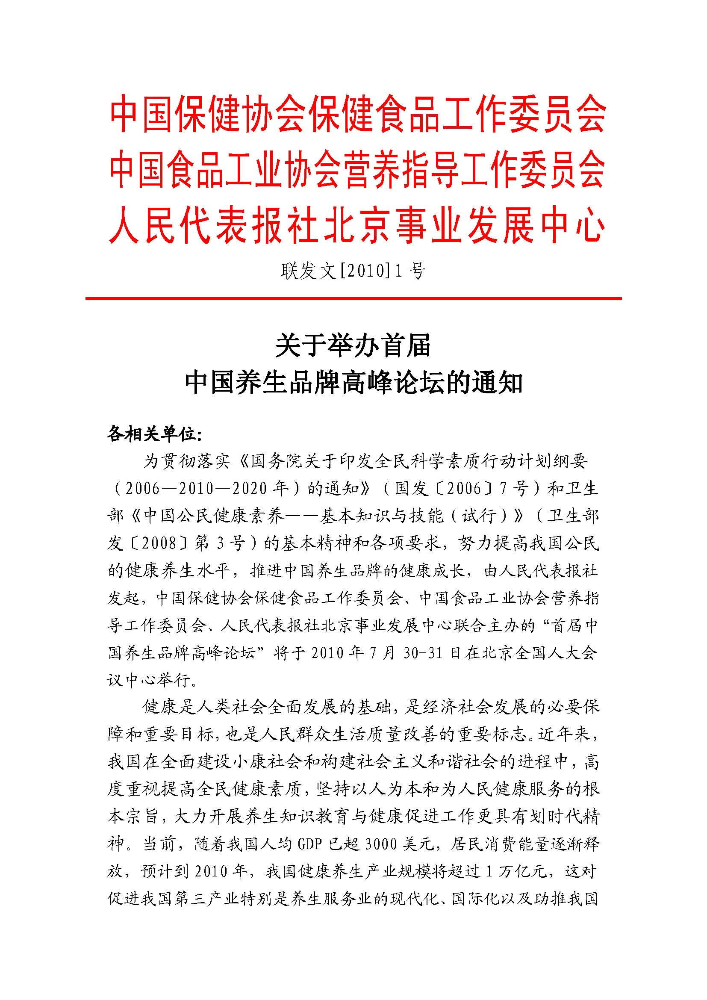 中国保健协会保健食品工作委员会
中国食品工业协会营养指导工作委员会
人民代表报社北京事业发展中心
联发文[2010]1 号
关于举办首届
中国养生品牌高峰论坛的通知
各相关单位：
为贯彻落实《国务院关于印发全民科学素质行动计划纲要
（2006—2010—2020 年）的通知》（国发〔2006〕7 号）和卫生
部《中国公民健康素养——基本知识与技能（试行）》（卫生部
发〔2008〕第 3 号）的基本精神和各项要求，努力提高我国公民
的健康养生水平，推进中国养生品牌的健康成长，由人民代表报社
发起，中国保健协会保健食品工作委员会、中国食品工业协会营养指
导工作委员会、人民代表报社北京事业发展中心联合主办的“首届中
国养生品牌高峰论坛”将于 2010 年 7 月 30-31 日在北京全国人大会
议中心举行。
健康是人类社会全面发展的基础，是经济社会发展的必要保
障和重要目标，也是人民群众生活质量改善的重要标志。近年来，
我国在全面建设小康社会和构建社会主义和谐社会的进程中，高
度重视提高全民健康素质，坚持以人为本和为人民健康服务的根
本宗旨，大力开展养生知识教育与健康促进工作更具有划时代精
神。当前，随着我国人均 GDP 已超 3000 美元，居民消费能量逐渐释
放，预计到 2010 年，我国健康养生产业规模将超过 1 万亿元，这对
促进我国第三产业特别是养生服务业的现代化、国际化以及助推我国